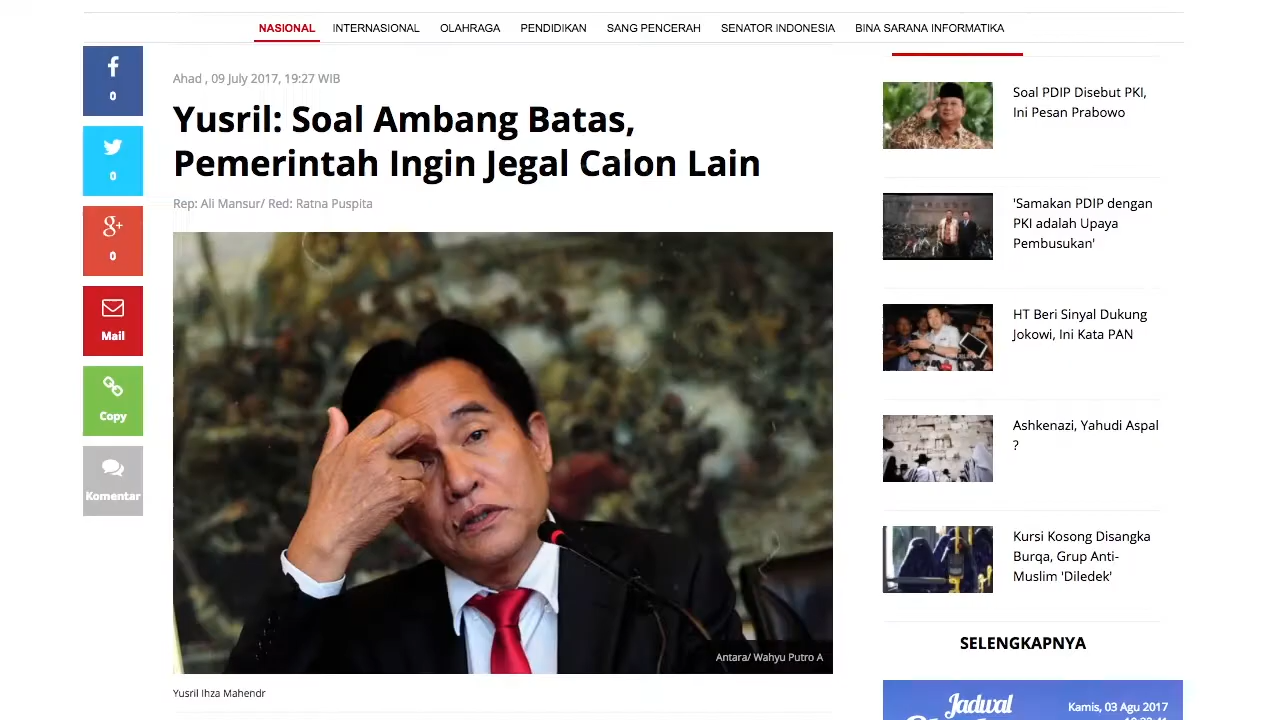 NASIONAL INTERNASIONAL OLAHRAGA PENDIDIKAN SANG PENCERAH SENATOR INDONESIA BINA SARANA INFORMATIKA
0
0
0
Mail
Copy
Komentar
Ahad , 09 July 2017, 19:27 WIB
Yusril: Soal Ambang Batas,
Pemerintah Ingin Jegal Calon Lain
Rep: Ali Mansur/ Red: Ratna Puspita
Antara/ Wahyu Putro A
Yusril Ihza Mahendr
Soal PDIP Disebut PKI,
Ini Pesan Prabowo
'Samakan PDIP dengan
PKI adalah Upaya
Pembusukan'
HT Beri Sinyal Dukung
Jokowi, Ini Kata PAN
Ashkenazi, Yahudi Aspal
?
Kursi Kosong Disangka
Burqa, Grup Anti-
Muslim 'Diledek'
SELENGKAPNYA
Jadwal
Kamis, 03 Agu 2017